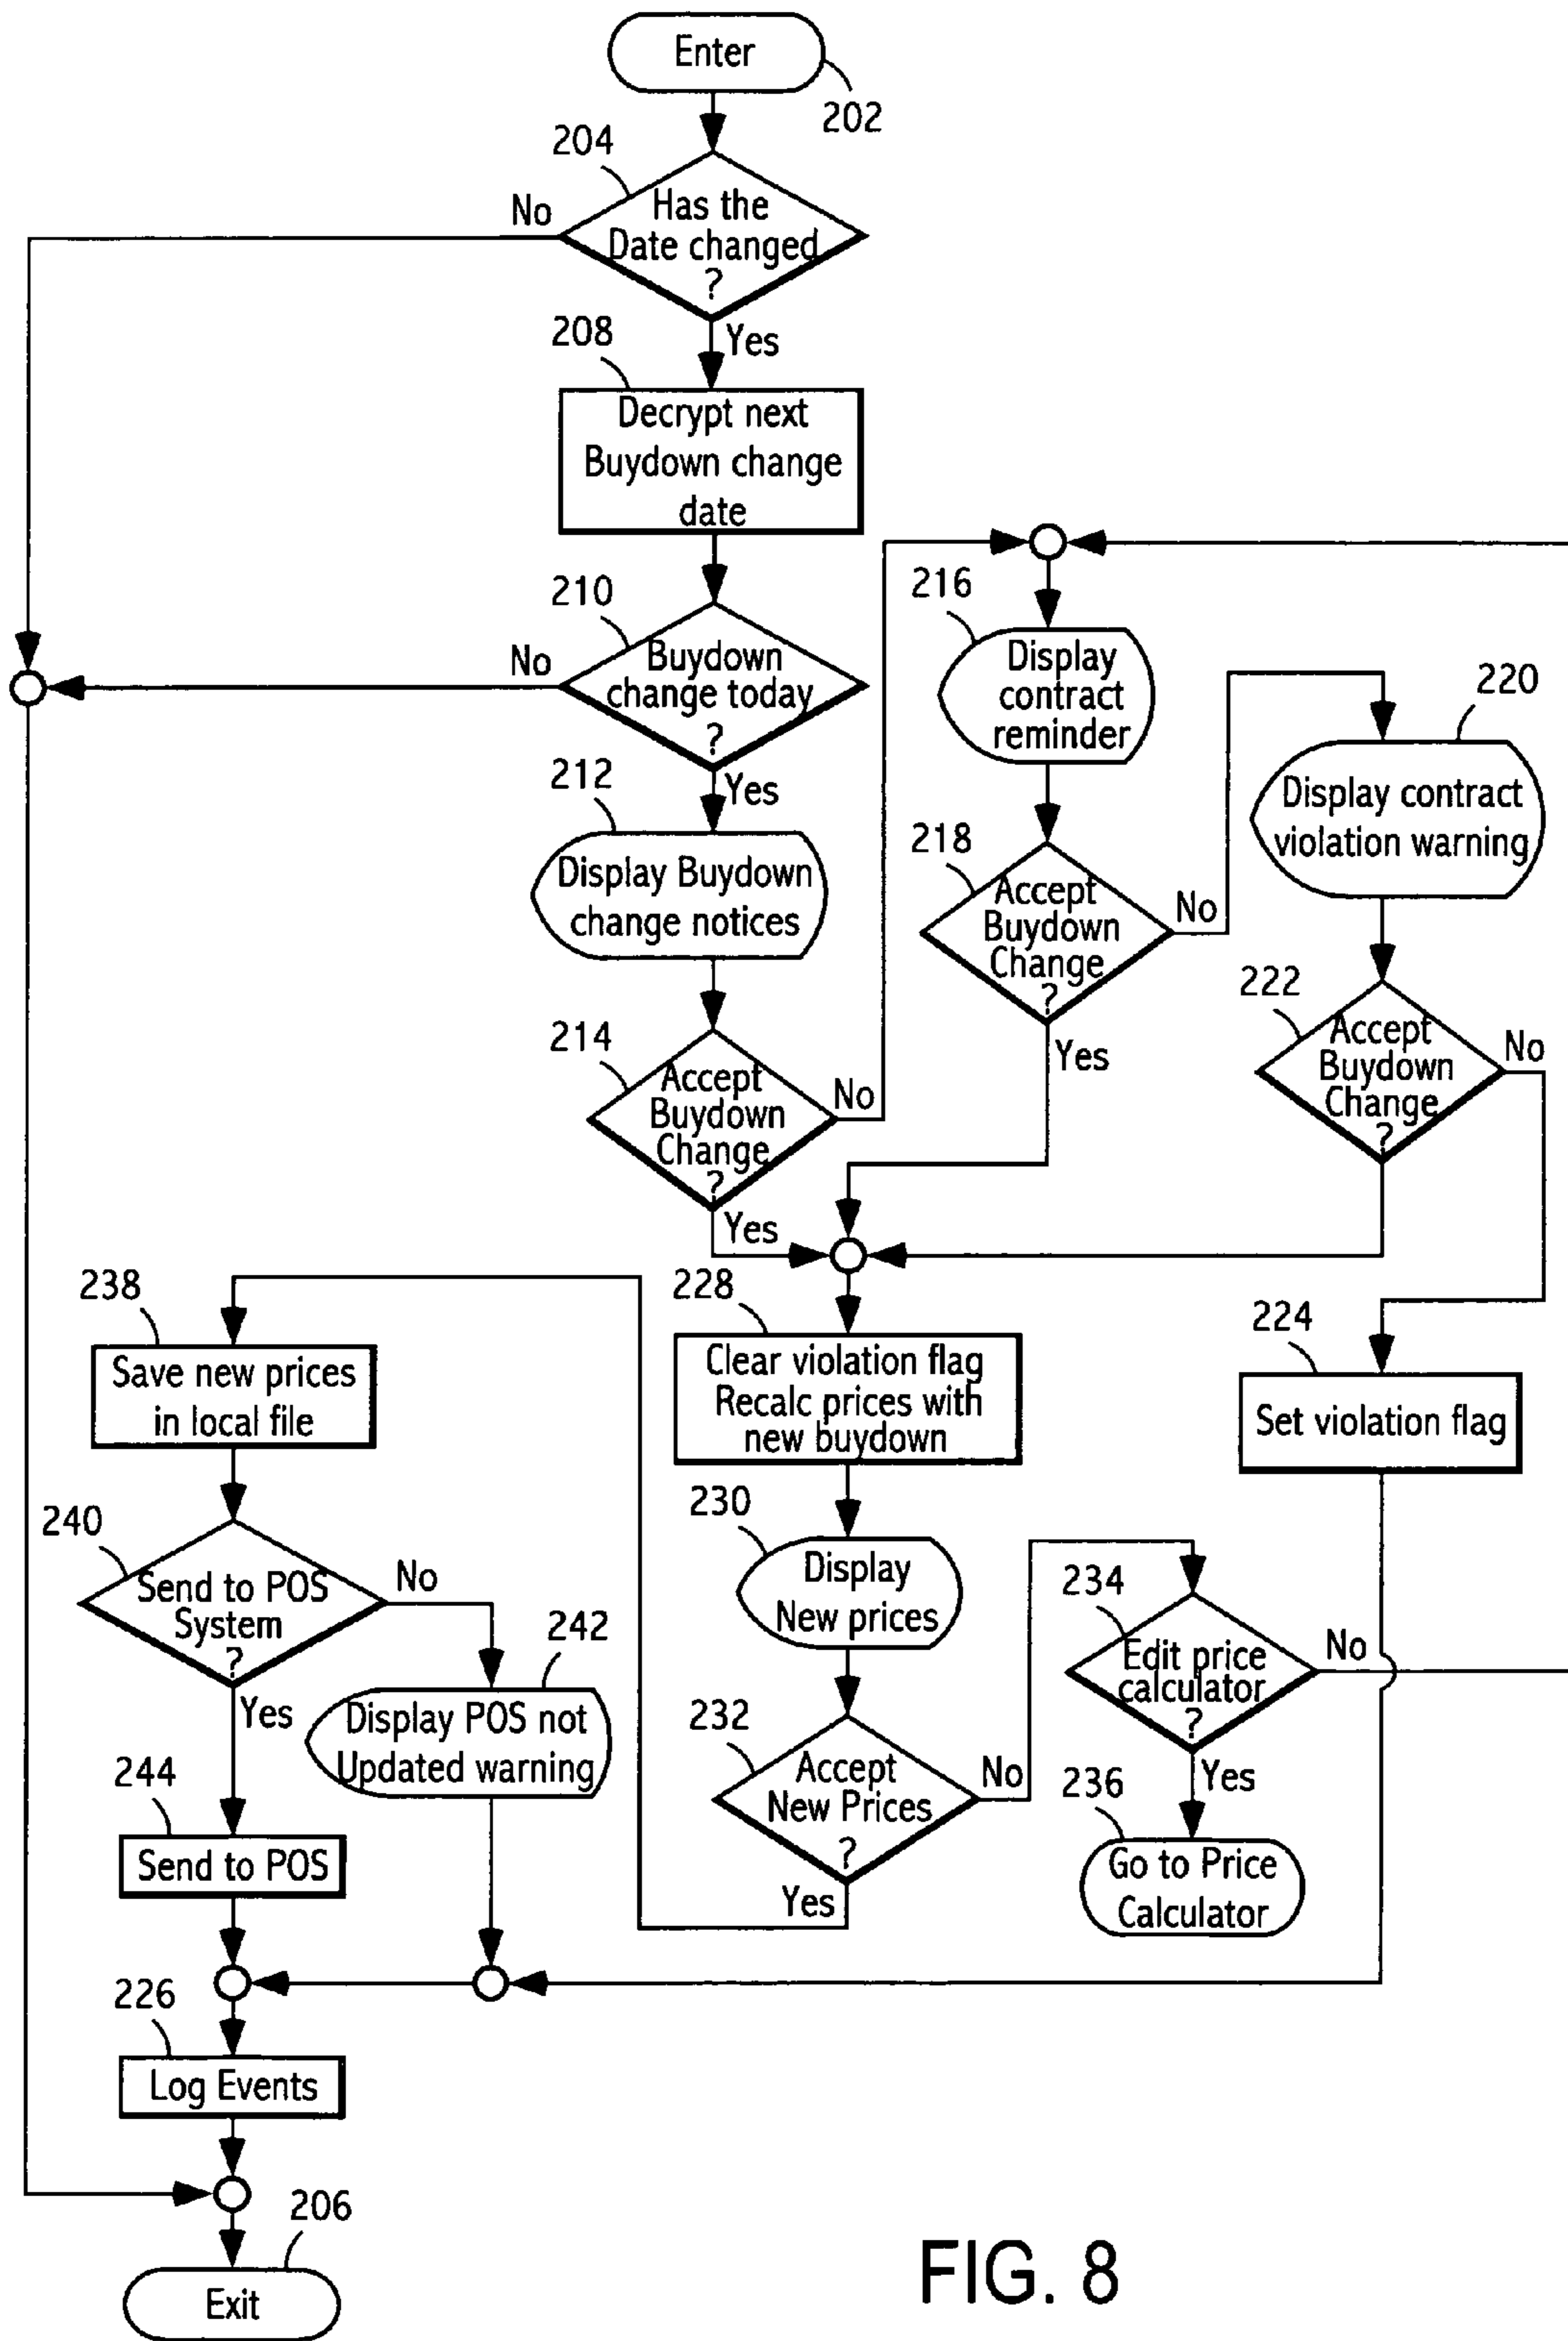 Enter
202
204
Has the
Date changed
?
No
Yes
208
Decrypt next
Buydown change
date
210
Buydown
change today
?
No
Yes
212
Display Buydown
change notices
214
Accept
Buydown
Change
?
No
Yes
216
Display
contract
reminder
218
Accept
Buydown
Change
?
No
Yes
220
Display contract
violation warning
222
Accept
Buydown
Change
?
No
224
Set violation flag
228
Clear violation flag
Recalc prices with
new buydown
230
Display
New prices
232
Accept
New Prices
?
No
Yes
234
Edit price
calculator
?
No
Yes
236
Go to Price
Calculator
238
Save new prices
in local file
240
Send to POS
System
?
No
Yes
242
Display POS not
Updated warning
244
Send to POS
226
Log Events
206
Exit
FIG. 8